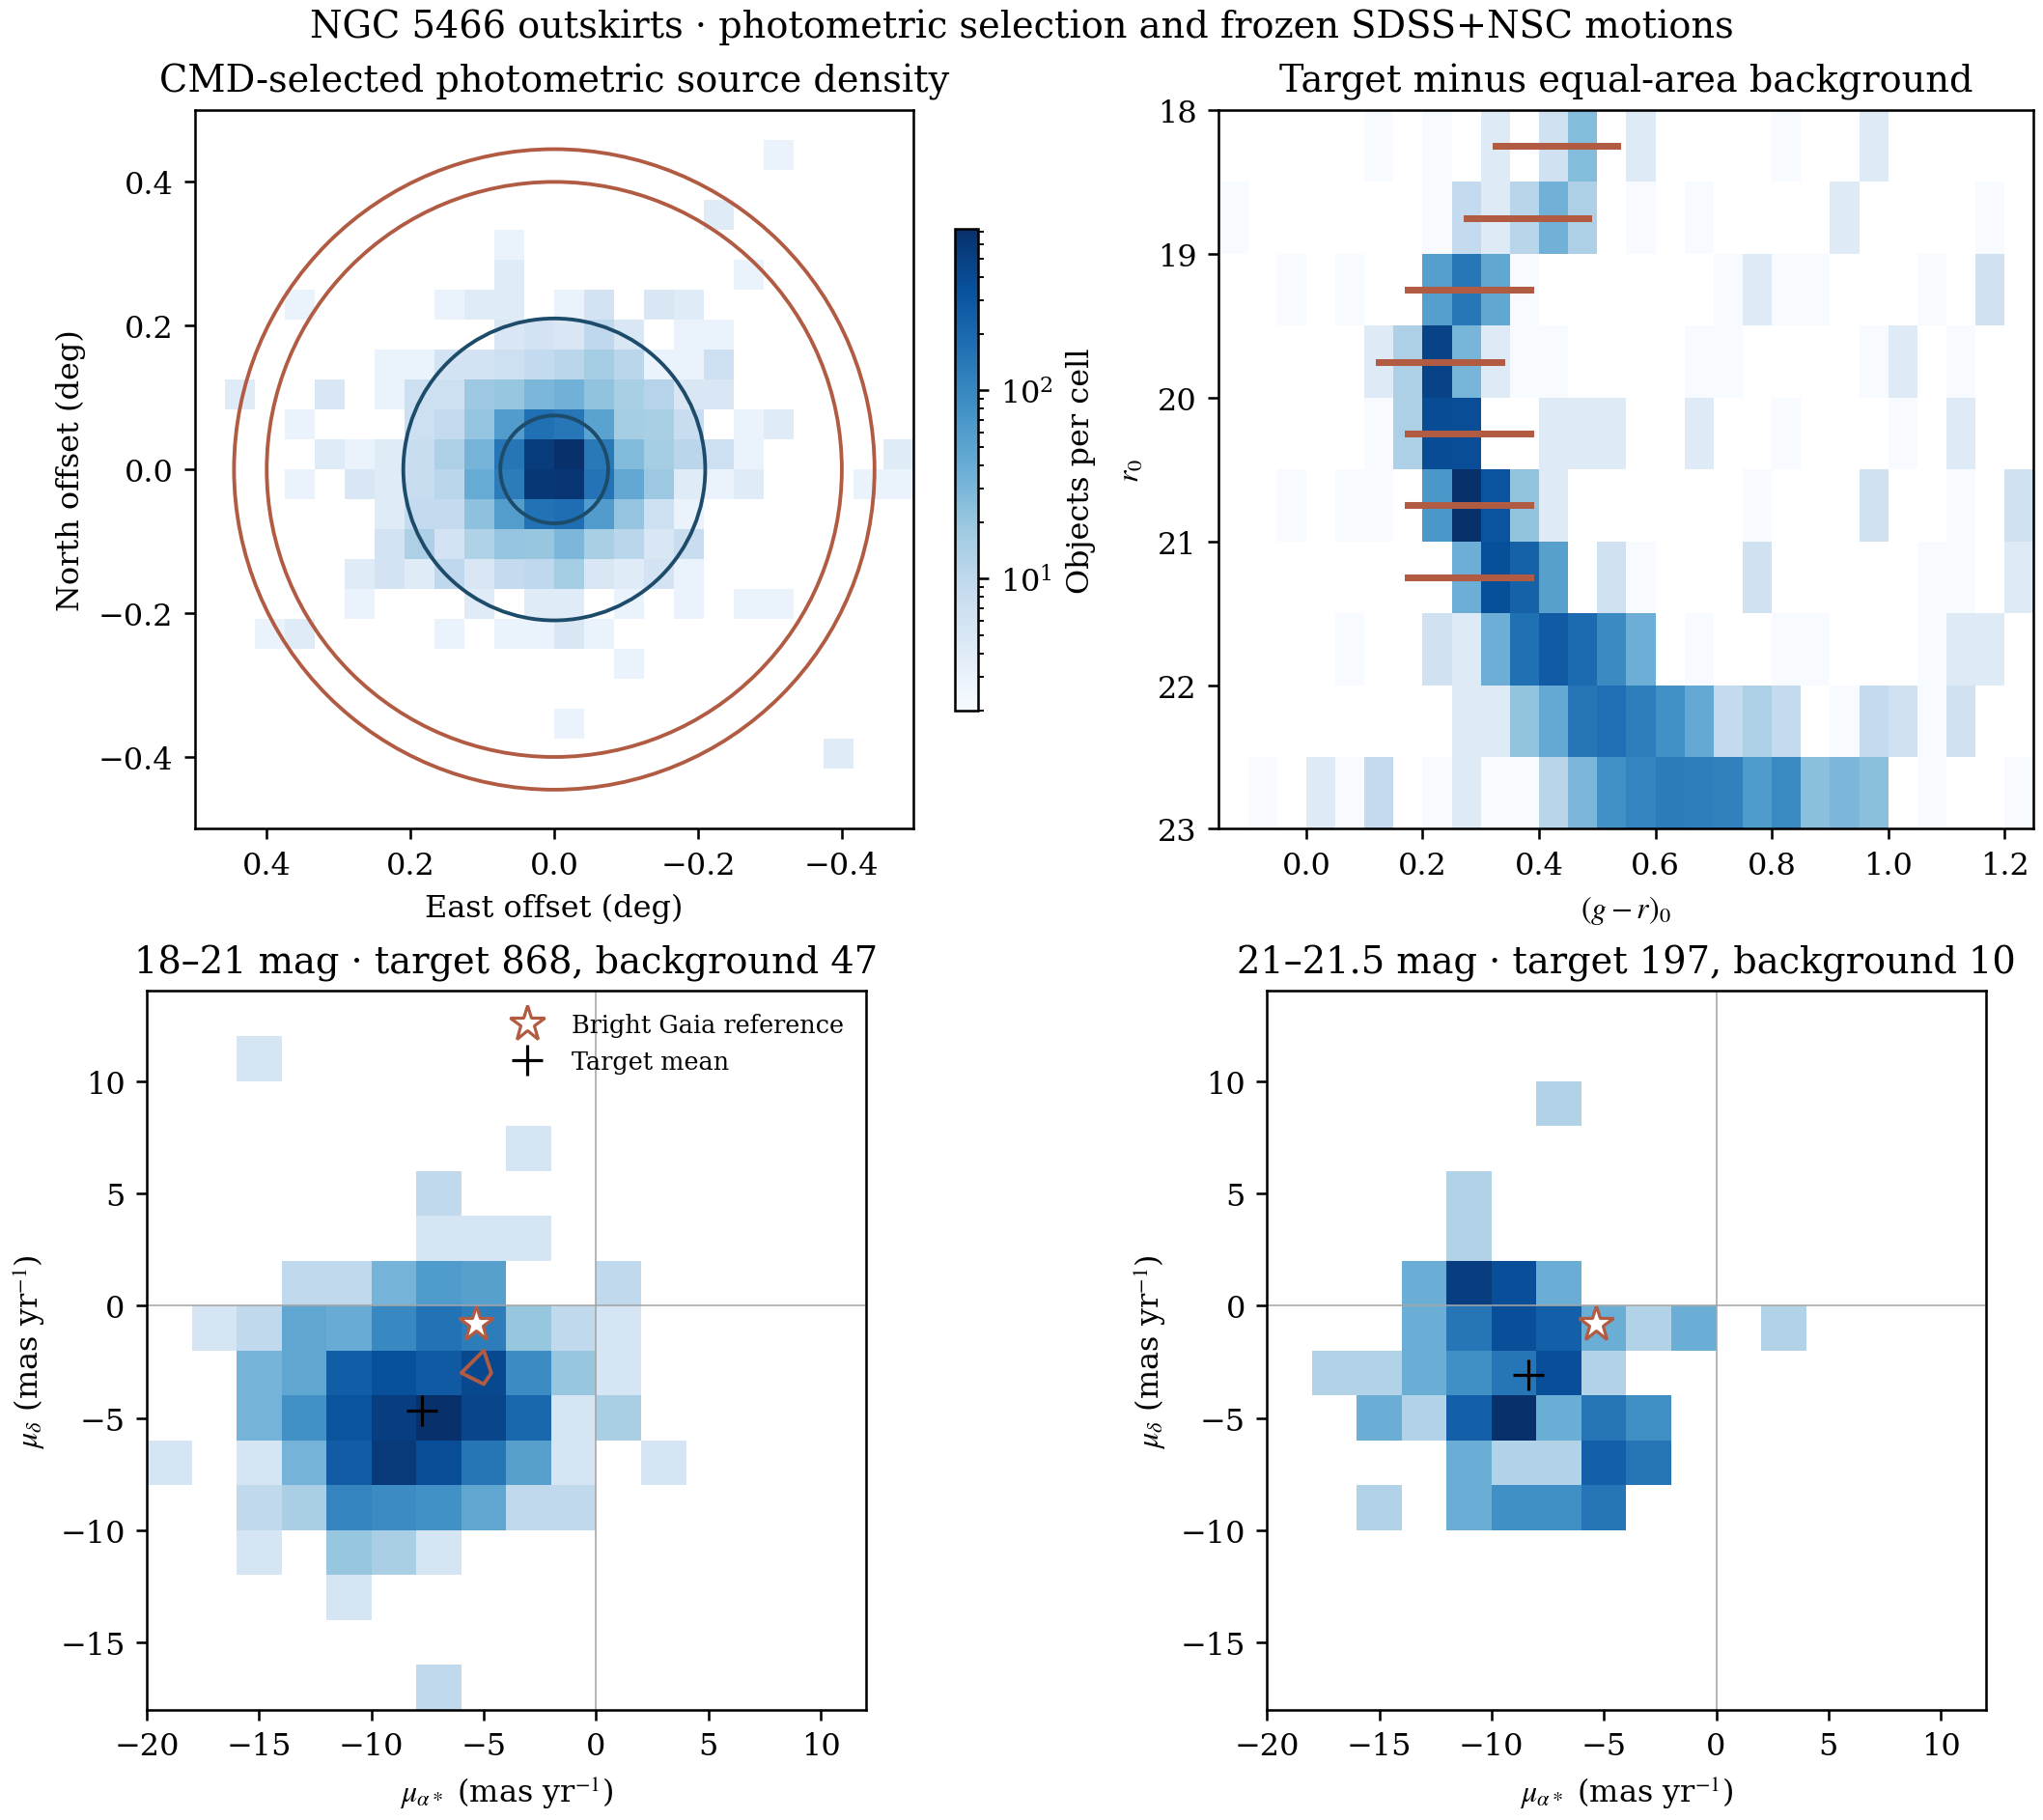 NGC 5466 outskirts · photometric selection and frozen SDSS+NSC motions
CMD-selected photometric source density
0.4
0.2
0.0
−0.2
−0.4
North offset (deg)
0.4 0.2 0.0 −0.2 −0.4
East offset (deg)
10²
10¹
Objects per cell
Target minus equal-area background
18
19
20
21
22
23
r₀
0.0 0.2 0.4 0.6 0.8 1.0 1.2
(g − r)₀
18–21 mag · target 868, background 47
Bright Gaia reference
Target mean
10
5
0
−5
−10
−15
μ_δ (mas yr⁻¹)
−20 −15 −10 −5 0 5 10
μ_α* (mas yr⁻¹)
21–21.5 mag · target 197, background 10
10
5
0
−5
−10
−15
μ_δ (mas yr⁻¹)
−20 −15 −10 −5 0 5 10
μ_α* (mas yr⁻¹)